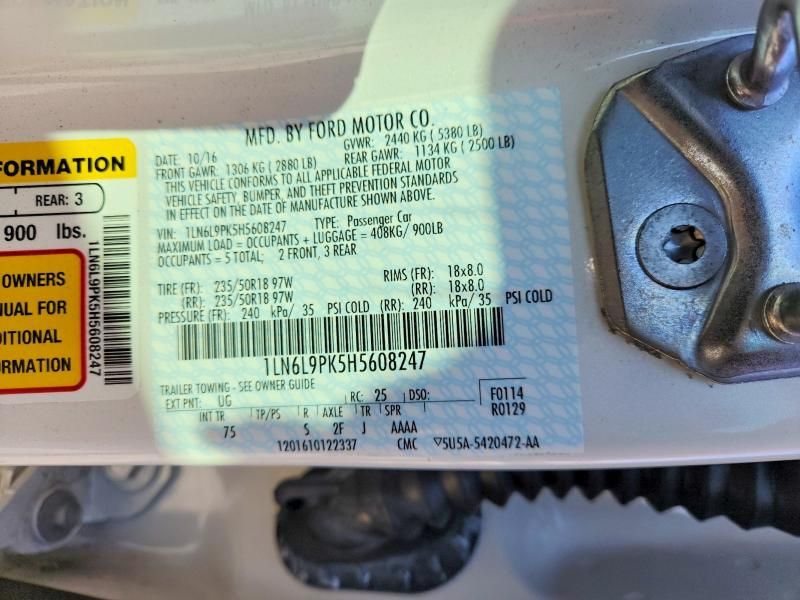 FORMATION
REAR: 3
900 lbs.
OWNERS
NUAL FOR
DITIONAL
FORMATION
1LN6L9PK5H5608247
MFD. BY FORD MOTOR CO.
DATE: 10/16 GVWR: 2440 KG ( 5380 LB)
FRONT GAWR: 1306 KG ( 2880 LB) REAR GAWR: 1134 KG ( 2500 LB)
THIS VEHICLE CONFORMS TO ALL APPLICABLE FEDERAL MOTOR
VEHICLE SAFETY, BUMPER, AND THEFT PREVENTION STANDARDS
IN EFFECT ON THE DATE OF MANUFACTURE SHOWN ABOVE.
VIN: 1LN6L9PK5H5608247 TYPE: Passenger Car
MAXIMUM LOAD = OCCUPANTS + LUGGAGE = 408KG/ 900LB
OCCUPANTS = 5 TOTAL; 2 FRONT, 3 REAR
TIRE (FR): 235/50R18 97W RIMS (FR): 18x8.0
(RR): 235/50R18 97W (RR): 18x8.0
PRESSURE (FR): 240 kPa/ 35 PSI COLD (RR): 240 kPa/ 35 PSI COLD
1LN6L9PK5H5608247
TRAILER TOWING - SEE OWNER GUIDE
EXT PNT: UG RC: 25 DSO: F0114
R0129
INT TR TP/PS R AXLE TR SPR
75 S 2F J AAAA
1201610122337 CMC ▽5U5A-5420472-AA